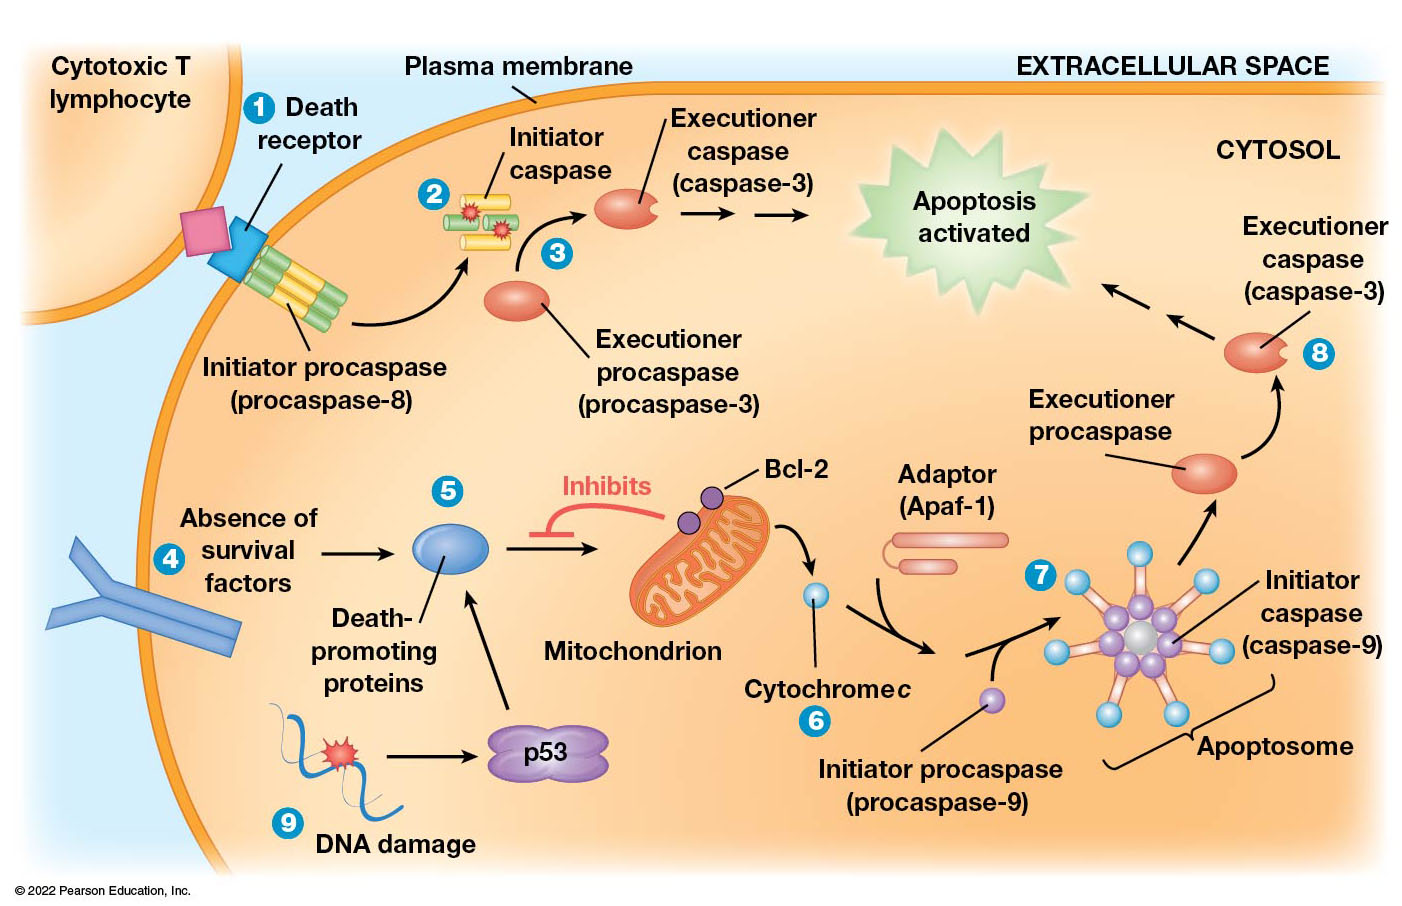 Cytotoxic T
lymphocyte
Plasma membrane
EXTRACELLULAR SPACE
1 Death
receptor
Initiator
caspase
Executioner
caspase
(caspase-3)
CYTOSOL
2
3
Apoptosis
activated
Executioner
caspase
(caspase-3)
8
Initiator procaspase
(procaspase-8)
Executioner
procaspase
(procaspase-3)
Executioner
procaspase
4
Absence of
survival
factors
5
Inhibits
Bcl-2
Adaptor
(Apaf-1)
7
Initiator
caspase
(caspase-9)
Death-
promoting
proteins
Mitochondrion
Cytochrome c
6
p53
Initiator procaspase
(procaspase-9)
Apoptosome
9
DNA damage
© 2022 Pearson Education, Inc.